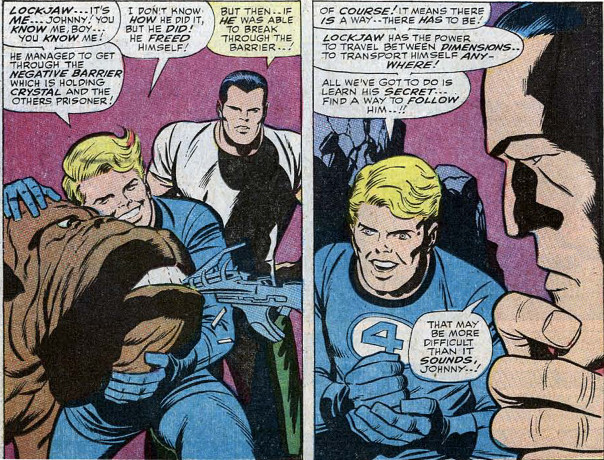 LOCKJAW---IT'S
ME---JOHNNY! YOU
KNOW ME, BOY---
YOU KNOW ME!
HE MANAGED TO GET
THROUGH THE
NEGATIVE BARRIER
WHICH IS HOLDING
CRYSTAL AND THE
OTHERS PRISONER!
I DON'T KNOW
HOW HE DID IT,
BUT HE DID!
HE FREED
HIMSELF!
BUT THEN--IF
HE WAS ABLE
TO BREAK
THROUGH THE
BARRIER--!
OF COURSE! IT MEANS THERE
IS A WAY--THERE HAS TO BE!
LOCKJAW HAS THE POWER
TO TRAVEL BETWEEN DIMENSIONS--
TO TRANSPORT HIMSELF ANY-
WHERE!
ALL WE'VE GOT TO DO IS
LEARN HIS SECRET---
FIND A WAY TO FOLLOW
HIM--!!
4
THAT MAY
BE MORE
DIFFICULT
THAN IT
SOUNDS,
JOHNNY--!